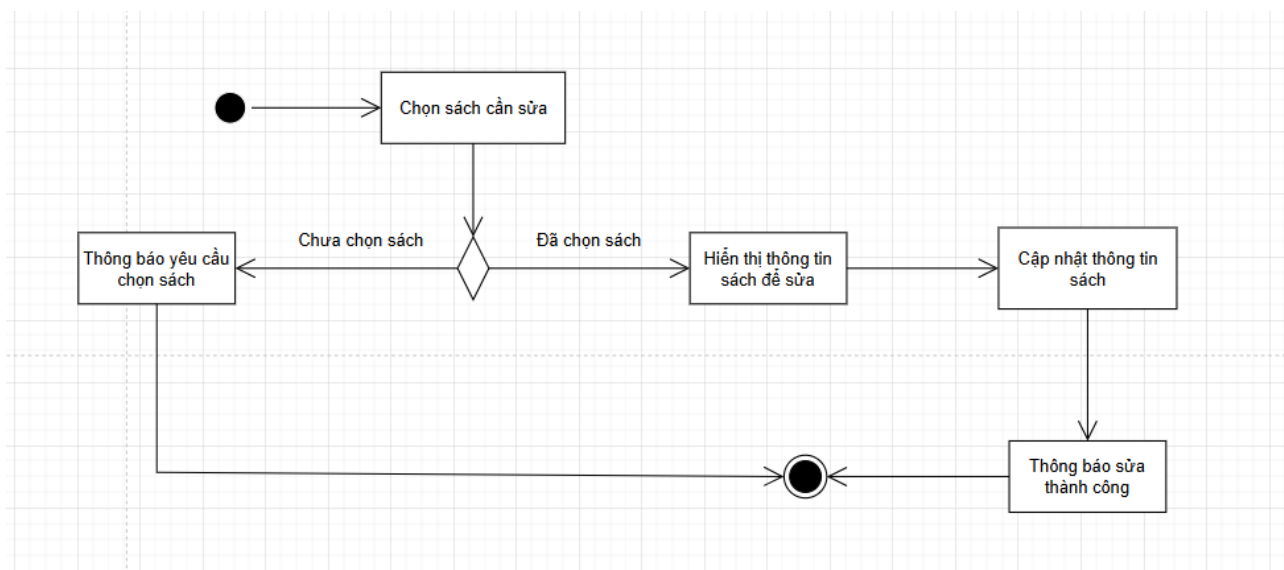 Chọn sách cần sửa
Chưa chọn sách
Đã chọn sách
Thông báo yêu cầu
chọn sách
Hiển thị thông tin
sách để sửa
Cập nhật thông tin
sách
Thông báo sửa
thành công